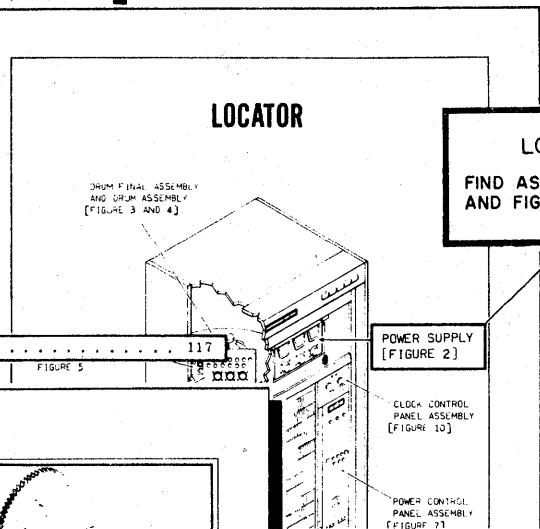 LOCATOR
LO
FIND AS
AND FIG
DRUM FINAL ASSEMBLY
AND DRUM ASSEMBLY
[FIGURE 3 AND 4]
POWER SUPPLY
[FIGURE 2]
. . . . . . . . . . . . . . 117
FIGURE 5
CLOCK CONTROL
PANEL ASSEMBLY
[FIGURE 10]
POWER CONTROL
PANEL ASSEMBLY
[FIGURE 7]